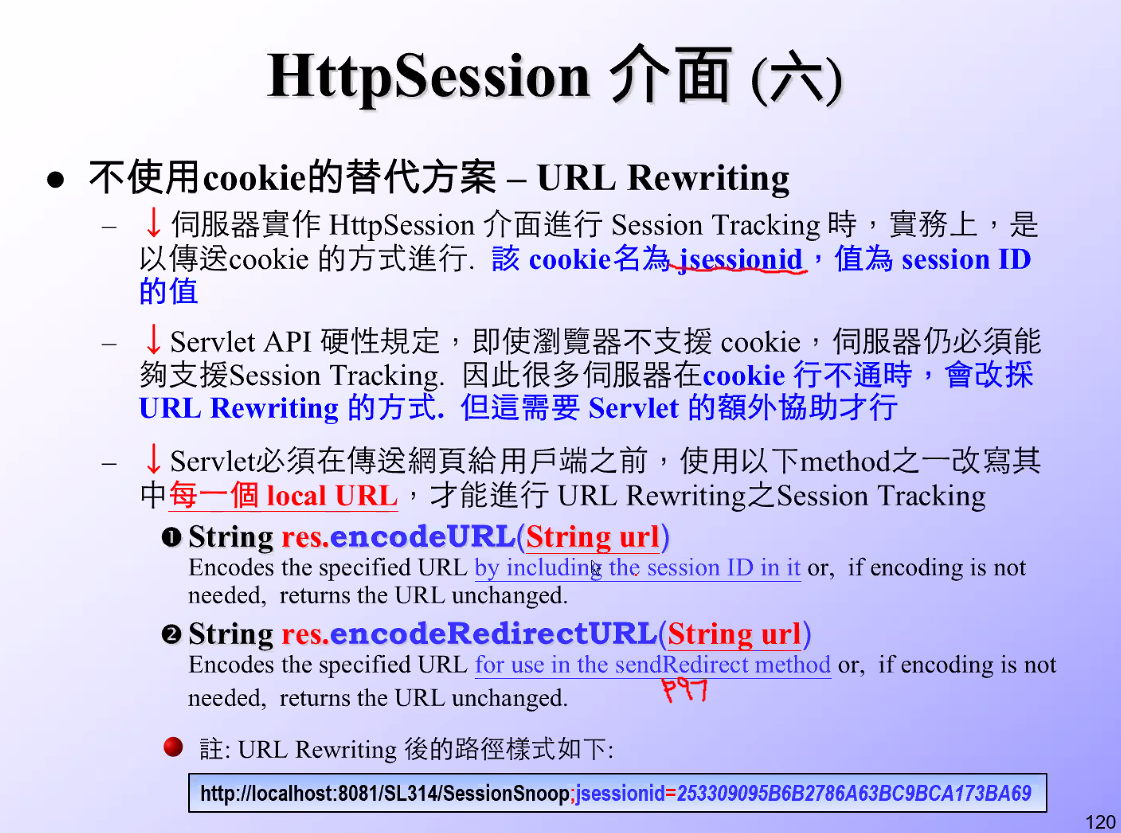 HttpSession 介面 (六)
● 不使用cookie的替代方案 – URL Rewriting
– ↓伺服器實作 HttpSession 介面進行 Session Tracking 時，實務上，是
以傳送cookie 的方式進行. 該 cookie名為 jsessionid，值為 session ID
的值
– ↓Servlet API 硬性規定，即使瀏覽器不支援 cookie，伺服器仍必須能
夠支援Session Tracking. 因此很多伺服器在cookie 行不通時，會改採
URL Rewriting 的方式. 但這需要 Servlet 的額外協助才行
– ↓Servlet必須在傳送網頁給用戶端之前，使用以下method之一改寫其
中每一個 local URL，才能進行 URL Rewriting之Session Tracking
❶ String res.encodeURL(String url)
Encodes the specified URL by including the session ID in it or, if encoding is not
needed, returns the URL unchanged.
❷ String res.encodeRedirectURL(String url)
Encodes the specified URL for use in the sendRedirect method or, if encoding is not
needed, returns the URL unchanged.
P97
註: URL Rewriting 後的路徑樣式如下:
http://localhost:8081/SL314/SessionSnoop;jsessionid=253309095B6B2786A63BC9BCA173BA69
120